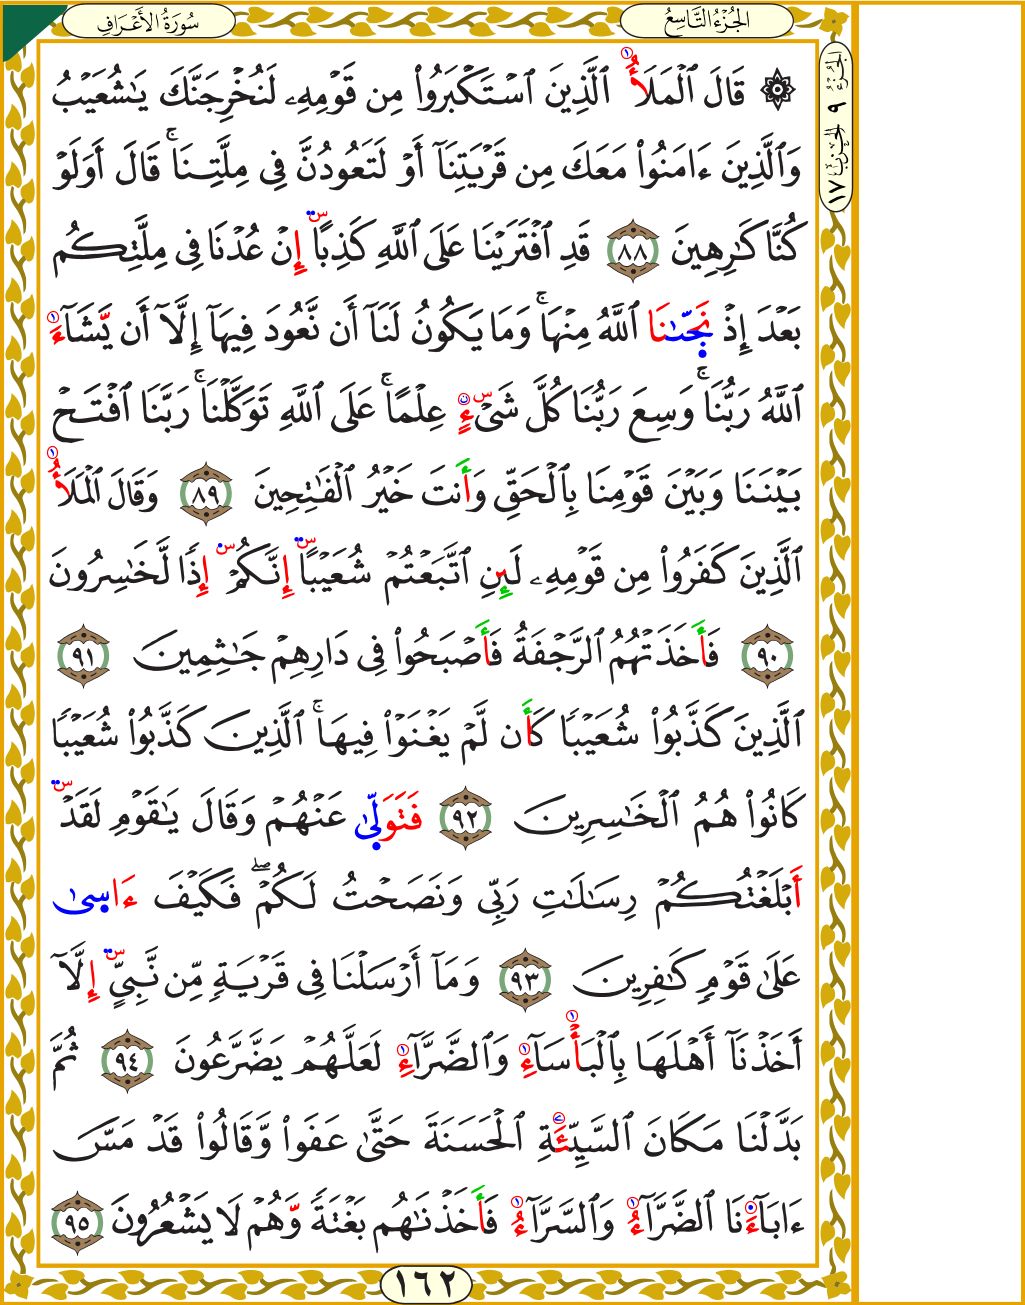 سُورَةُ الأَعْرَافِ
الجُزْءُ التَّاسِعُ
الجُزْءُ ٩ الحِزْبُ ١٧
۞ قَالَ ٱلْمَلَأُ ٱلَّذِينَ ٱسْتَكْبَرُوا۟ مِن قَوْمِهِۦ لَنُخْرِجَنَّكَ يَـٰشُعَيْبُ
وَٱلَّذِينَ ءَامَنُوا۟ مَعَكَ مِن قَرْيَتِنَآ أَوْ لَتَعُودُنَّ فِى مِلَّتِنَا ۚ قَالَ أَوَلَوْ
كُنَّا كَـٰرِهِينَ ٨٨ قَدِ ٱفْتَرَيْنَا عَلَى ٱللَّهِ كَذِبًا إِنْ عُدْنَا فِى مِلَّتِكُم
بَعْدَ إِذْ نَجَّىٰنَا ٱللَّهُ مِنْهَا ۚ وَمَا يَكُونُ لَنَآ أَن نَّعُودَ فِيهَآ إِلَّآ أَن يَشَآءَ
ٱللَّهُ رَبُّنَا ۚ وَسِعَ رَبُّنَا كُلَّ شَىْءٍ عِلْمًا ۚ عَلَى ٱللَّهِ تَوَكَّلْنَا ۚ رَبَّنَا ٱفْتَحْ
بَيْنَنَا وَبَيْنَ قَوْمِنَا بِٱلْحَقِّ وَأَنتَ خَيْرُ ٱلْفَـٰتِحِينَ ٨٩ وَقَالَ ٱلْمَلَأُ
ٱلَّذِينَ كَفَرُوا۟ مِن قَوْمِهِۦ لَئِنِ ٱتَّبَعْتُمْ شُعَيْبًا إِنَّكُمْ إِذًا لَّخَـٰسِرُونَ
٩٠ فَأَخَذَتْهُمُ ٱلرَّجْفَةُ فَأَصْبَحُوا۟ فِى دَارِهِمْ جَـٰثِمِينَ ٩١
ٱلَّذِينَ كَذَّبُوا۟ شُعَيْبًا كَأَن لَّمْ يَغْنَوْا۟ فِيهَا ۚ ٱلَّذِينَ كَذَّبُوا۟ شُعَيْبًا
كَانُوا۟ هُمُ ٱلْخَـٰسِرِينَ ٩٢ فَتَوَلَّىٰ عَنْهُمْ وَقَالَ يَـٰقَوْمِ لَقَدْ
أَبْلَغْتُكُمْ رِسَـٰلَـٰتِ رَبِّى وَنَصَحْتُ لَكُمْ ۖ فَكَيْفَ ءَاسَىٰ
عَلَىٰ قَوْمٍ كَـٰفِرِينَ ٩٣ وَمَآ أَرْسَلْنَا فِى قَرْيَةٍ مِّن نَّبِىٍّ إِلَّآ
أَخَذْنَآ أَهْلَهَا بِٱلْبَأْسَآءِ وَٱلضَّرَّآءِ لَعَلَّهُمْ يَضَّرَّعُونَ ٩٤ ثُمَّ
بَدَّلْنَا مَكَانَ ٱلسَّيِّئَةِ ٱلْحَسَنَةَ حَتَّىٰ عَفَوا۟ وَّقَالُوا۟ قَدْ مَسَّ
ءَابَآءَنَا ٱلضَّرَّآءُ وَٱلسَّرَّآءُ فَأَخَذْنَـٰهُم بَغْتَةً وَّهُمْ لَا يَشْعُرُونَ ٩٥
١٦٢